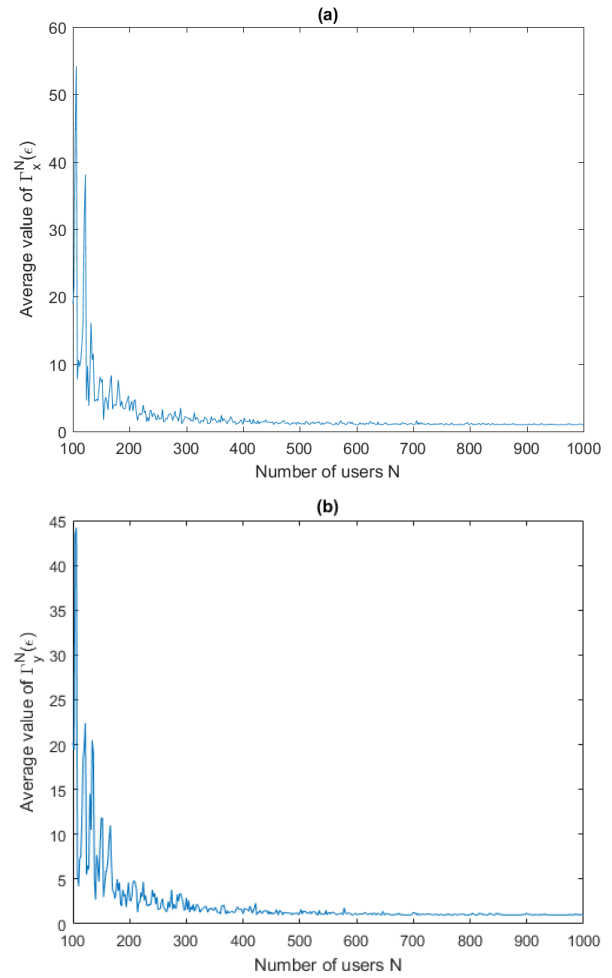 (a)
60
50
40
30
20
10
0
Average value of Γ_x^N(ϵ)
100 200 300 400 500 600 700 800 900 1000
Number of users N
(b)
45
40
35
30
25
20
15
10
5
0
Average value of Γ_y^N(ϵ)
100 200 300 400 500 600 700 800 900 1000
Number of users N